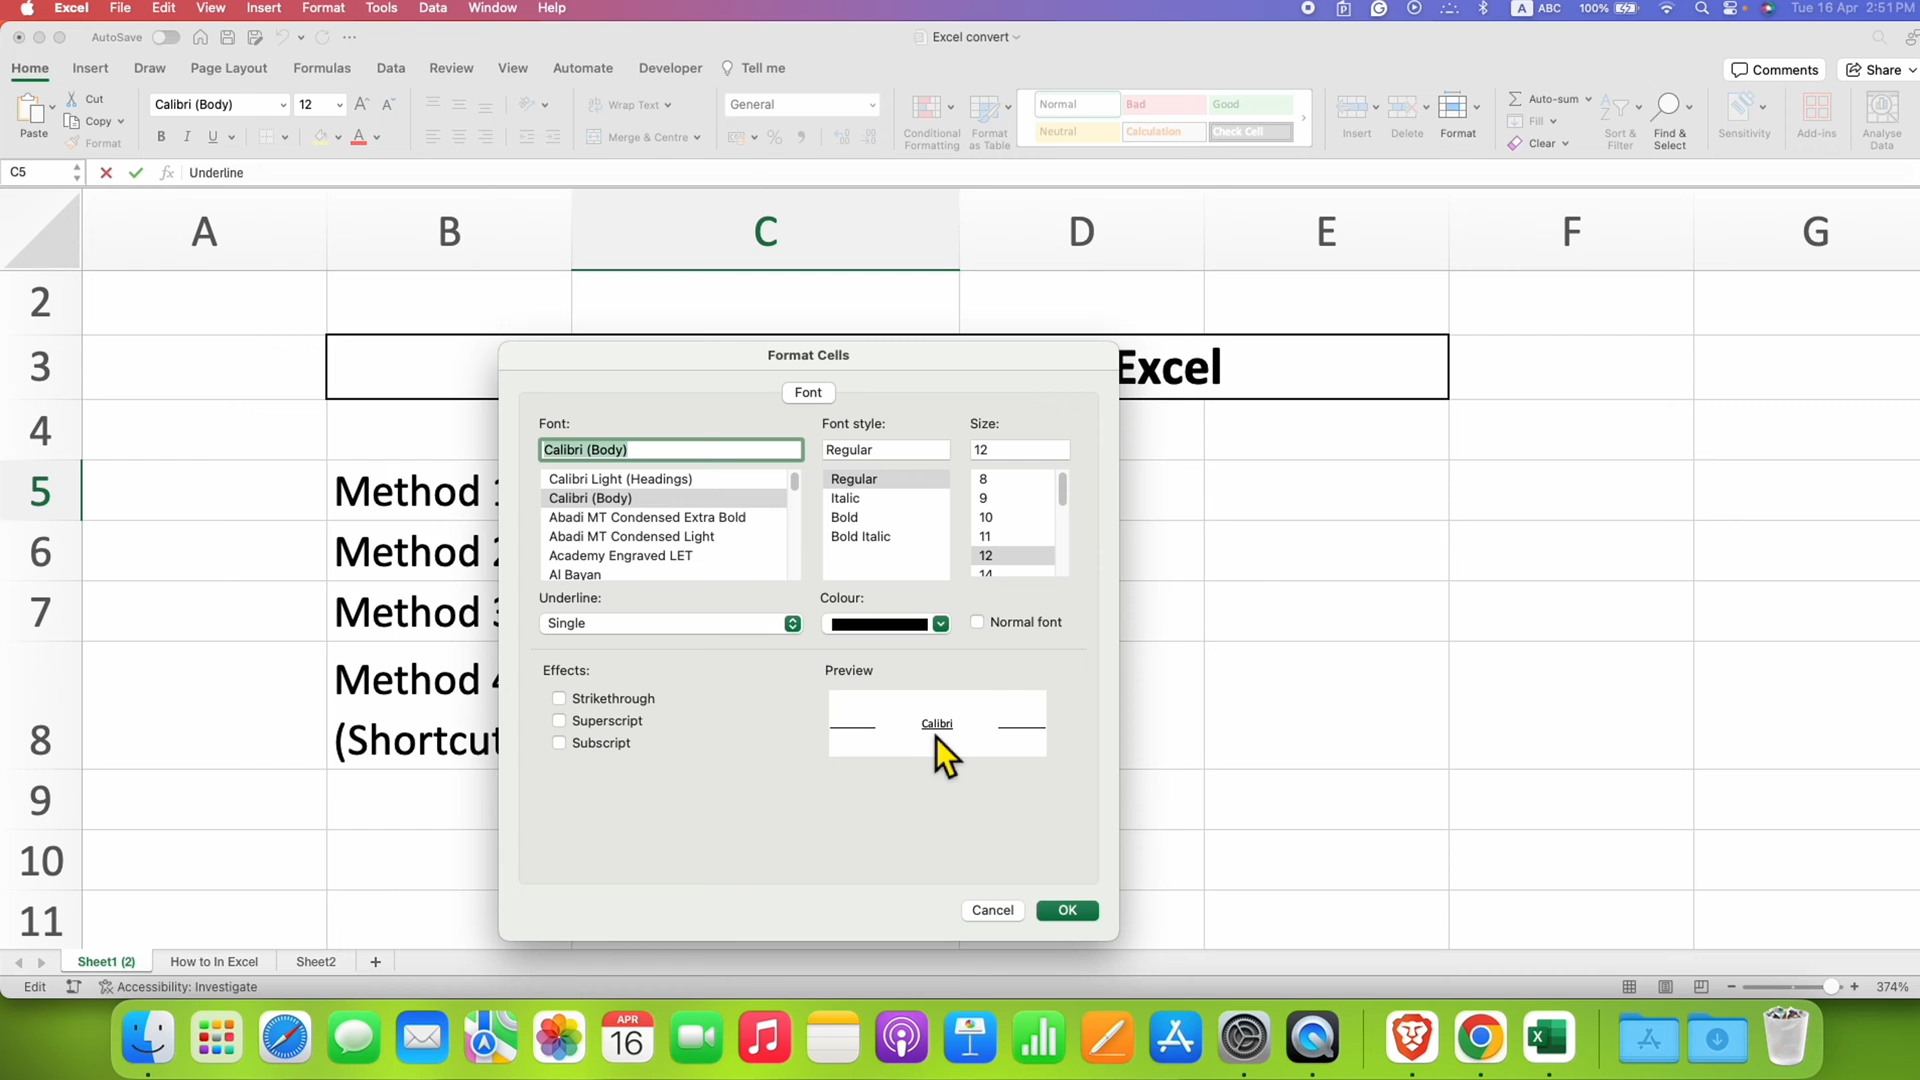 Excel File Edit View Insert Format Tools Data Window Help
A ABC 100% Tue 16 Apr 2:51 PM
AutoSave
Excel convert
Home Insert Draw Page Layout Formulas Data Review View Automate Developer Tell me
Comments Share
Paste
Cut
Copy
Format
Calibri (Body) 12
B I U
Wrap Text
Merge & Centre
General
Conditional
Formatting
Format
as Table
Normal Bad Good
Neutral Calculation Check Cell
Insert Delete Format
Auto-sum
Fill
Clear
Sort &
Filter
Find &
Select
Sensitivity
Add-ins
Analyse
Data
C5 fx Underline
A B C D E F G
2
3 Excel
4
5 Method 1
6 Method 2
7 Method 3
8 Method 4
(Shortcut
9
10
11
Format Cells
Font
Font: Font style: Size:
Calibri (Body) Regular 12
Calibri Light (Headings) Regular 8
Calibri (Body) Italic 9
Abadi MT Condensed Extra Bold Bold 10
Abadi MT Condensed Light Bold Italic 11
Academy Engraved LET 12
Al Bayan 14
Underline: Colour:
Single Normal font
Effects: Preview
Strikethrough
Superscript
Subscript
Calibri
Cancel OK
Sheet1 (2) How to In Excel Sheet2 +
Edit Accessibility: Investigate 374%
APR
16